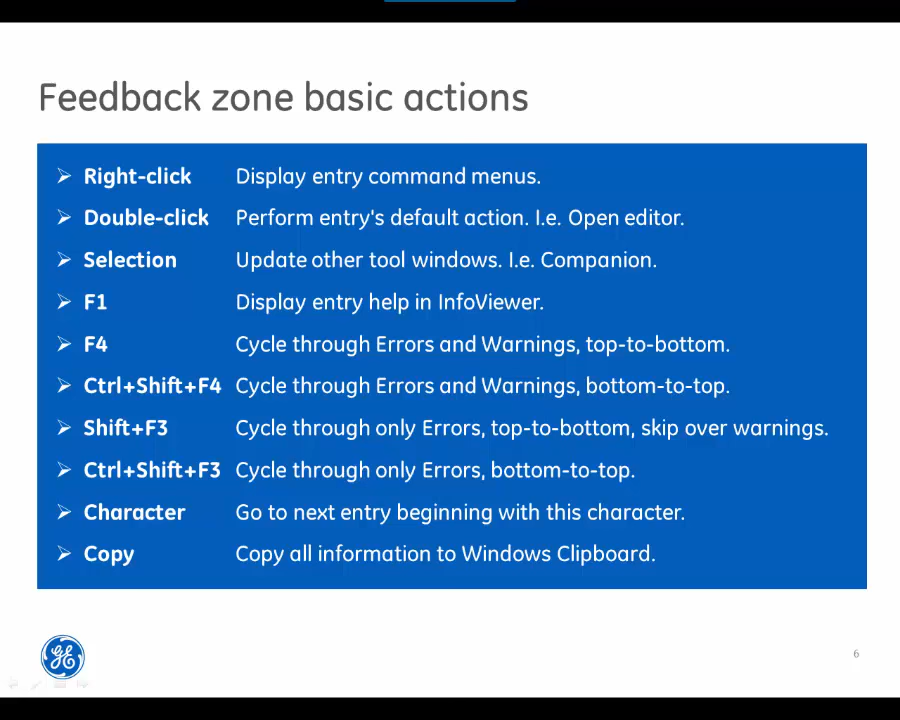 Feedback zone basic actions
Right-click Display entry command menus.
Double-click Perform entry's default action. I.e. Open editor.
Selection Update other tool windows. I.e. Companion.
F1 Display entry help in InfoViewer.
F4 Cycle through Errors and Warnings, top-to-bottom.
Ctrl+Shift+F4 Cycle through Errors and Warnings, bottom-to-top.
Shift+F3 Cycle through only Errors, top-to-bottom, skip over warnings.
Ctrl+Shift+F3 Cycle through only Errors, bottom-to-top.
Character Go to next entry beginning with this character.
Copy Copy all information to Windows Clipboard.
GE
6